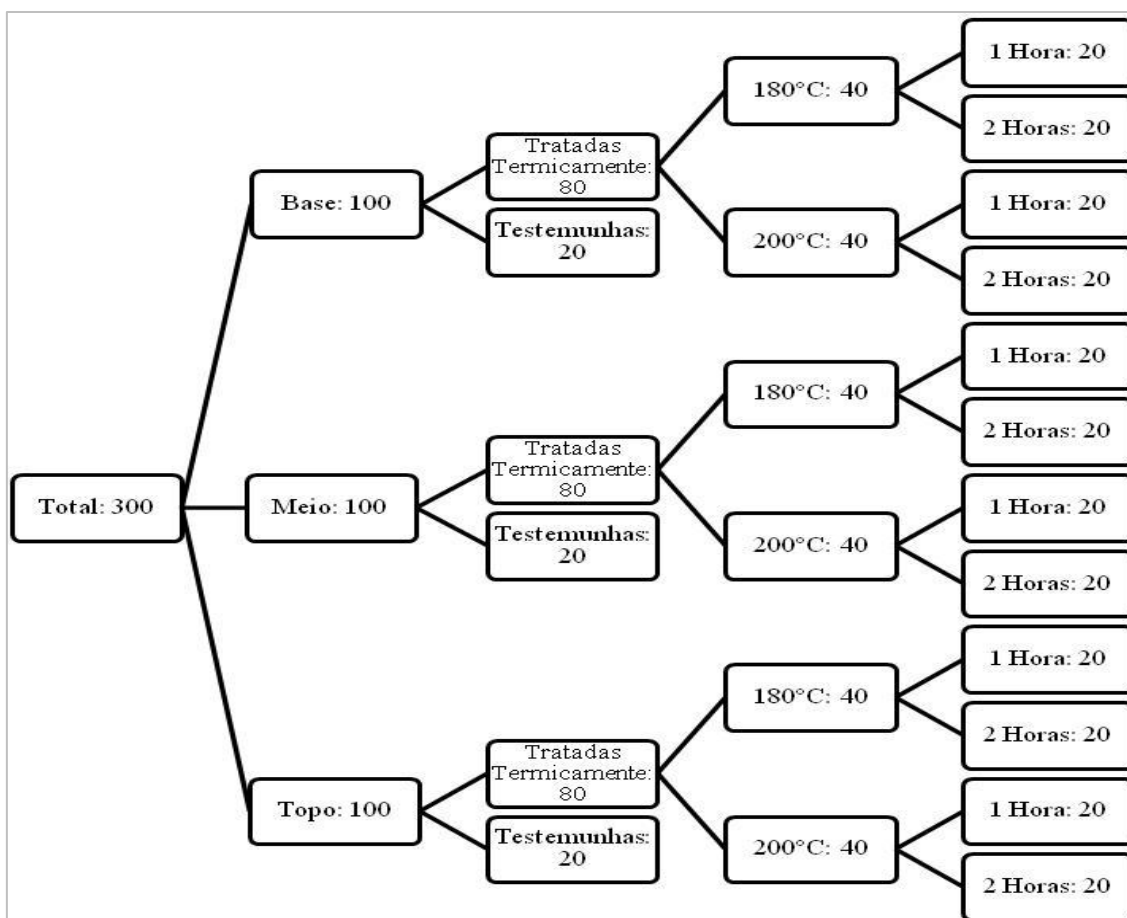 1 Hora: 20
180°C: 40
2 Horas: 20
Tratadas
Termicamente:
80
Base: 100
1 Hora: 20
Testemunhas:
20
200°C: 40
2 Horas: 20
1 Hora: 20
180°C: 40
2 Horas: 20
Tratadas
Termicamente:
80
Total: 300
Meio: 100
1 Hora: 20
Testemunhas:
20
200°C: 40
2 Horas: 20
1 Hora: 20
180°C: 40
2 Horas: 20
Tratadas
Termicamente:
80
Topo: 100
1 Hora: 20
Testemunhas:
20
200°C: 40
2 Horas: 20